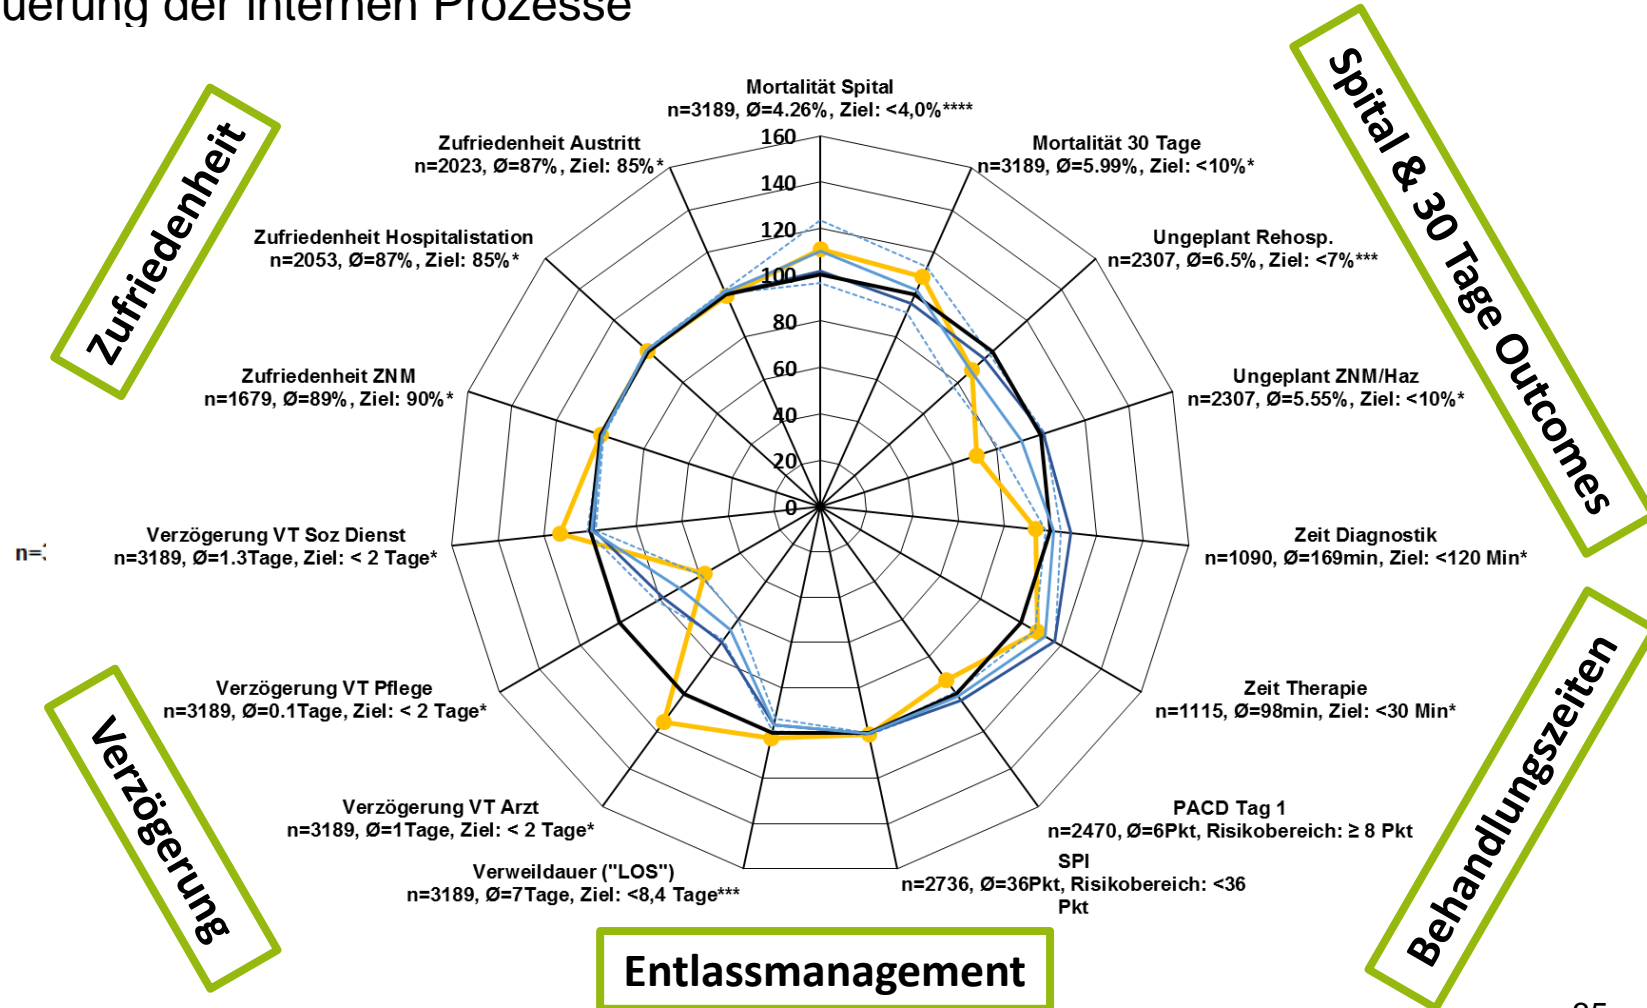 uerung der internen Prozesse
Mortalität Spital
n=3189, Ø=4.26%, Ziel: <4,0%****
Mortalität 30 Tage
n=3189, Ø=5.99%, Ziel: <10%*
Ungeplant Rehosp.
n=2307, Ø=6.5%, Ziel: <7%***
Ungeplant ZNM/Haz
n=2307, Ø=5.55%, Ziel: <10%*
Zeit Diagnostik
n=1090, Ø=169min, Ziel: <120 Min*
Zeit Therapie
n=1115, Ø=98min, Ziel: <30 Min*
PACD Tag 1
n=2470, Ø=6Pkt, Risikobereich: ≥ 8 Pkt
SPI
n=2736, Ø=36Pkt, Risikobereich: <36
Pkt
Verweildauer ("LOS")
n=3189, Ø=7Tage, Ziel: <8,4 Tage***
Verzögerung VT Arzt
n=3189, Ø=1Tage, Ziel: < 2 Tage*
Verzögerung VT Pflege
n=3189, Ø=0.1Tage, Ziel: < 2 Tage*
Verzögerung VT Soz Dienst
n=3189, Ø=1.3Tage, Ziel: < 2 Tage*
Zufriedenheit ZNM
n=1679, Ø=89%, Ziel: 90%*
Zufriedenheit Hospitalistation
n=2053, Ø=87%, Ziel: 85%*
Zufriedenheit Austritt
n=2023, Ø=87%, Ziel: 85%*
160
140
120
100
80
60
40
20
0
n=
Zufriedenheit
Spital & 30 Tage Outcomes
Verzögerung
Behandlungszeiten
Entlassmanagement